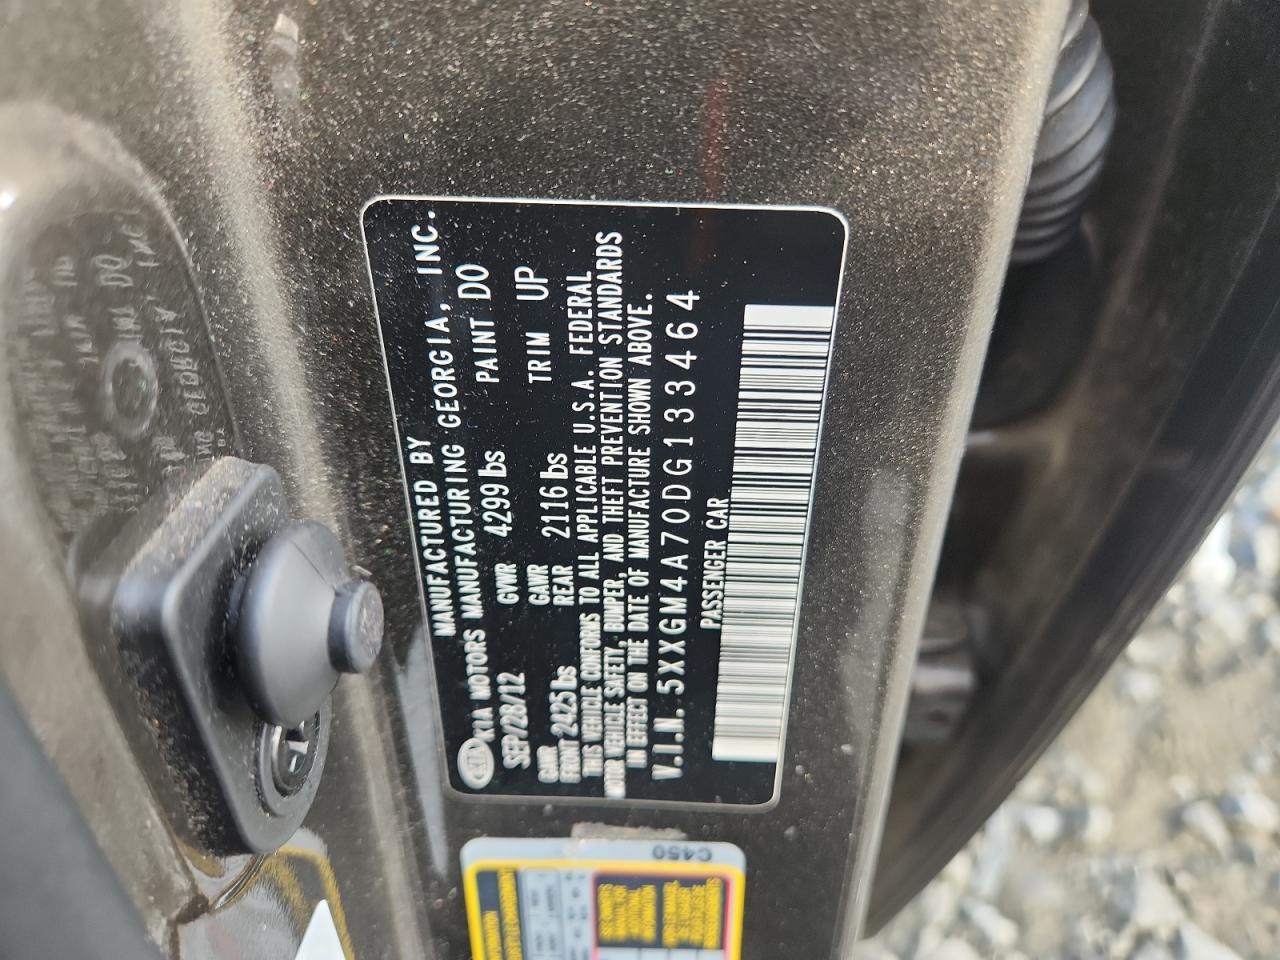 MANUFACTURED BY
KIA MOTORS MANUFACTURING GEORGIA, INC.
SEP/28/12 GVWR 4299 lbs PAINT DO
GAWR GAWR TRIM UP
FRONT 2425 lbs REAR 2116 lbs
THIS VEHICLE CONFORMS TO ALL APPLICABLE U.S.A. FEDERAL
MOTOR VEHICLE SAFETY, BUMPER, AND THEFT PREVENTION STANDARDS
IN EFFECT ON THE DATE OF MANUFACTURE SHOWN ABOVE.
V.I.N. 5XXGM4A70DG133464
PASSENGER CAR
C450